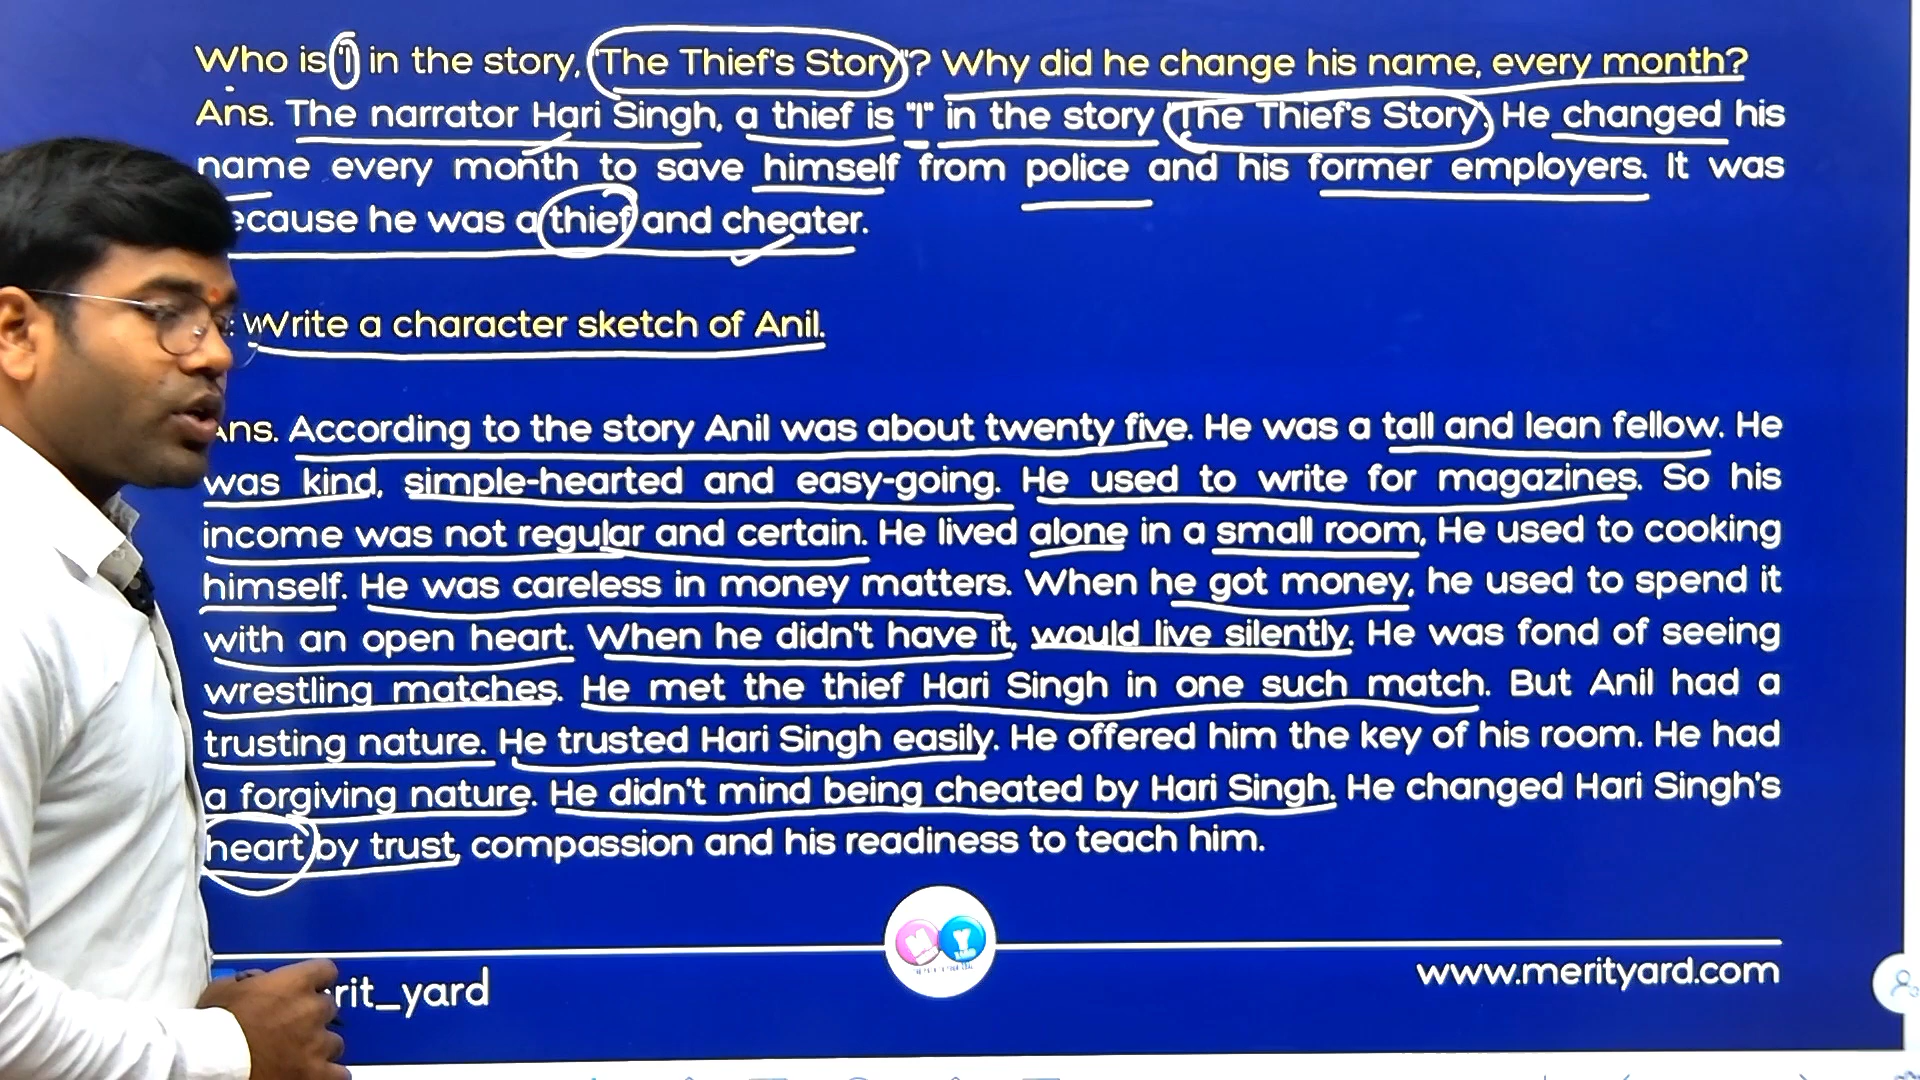 Who is 'I' in the story, "The Thief's Story"? Why did he change his name, every month?
Ans. The narrator Hari Singh, a thief is "I" in the story "The Thief's Story". He changed his
name every month to save himself from police and his former employers. It was
ecause he was a thief and cheater.
: Write a character sketch of Anil.
Ans. According to the story Anil was about twenty five. He was a tall and lean fellow. He
was kind, simple-hearted and easy-going. He used to write for magazines. So his
income was not regular and certain. He lived alone in a small room, He used to cooking
himself. He was careless in money matters. When he got money, he used to spend it
with an open heart. When he didn't have it, would live silently. He was fond of seeing
wrestling matches. He met the thief Hari Singh in one such match. But Anil had a
trusting nature. He trusted Hari Singh easily. He offered him the key of his room. He had
a forgiving nature. He didn't mind being cheated by Hari Singh. He changed Hari Singh's
heart by trust, compassion and his readiness to teach him.
M Y
rit_yard
www.merityard.com